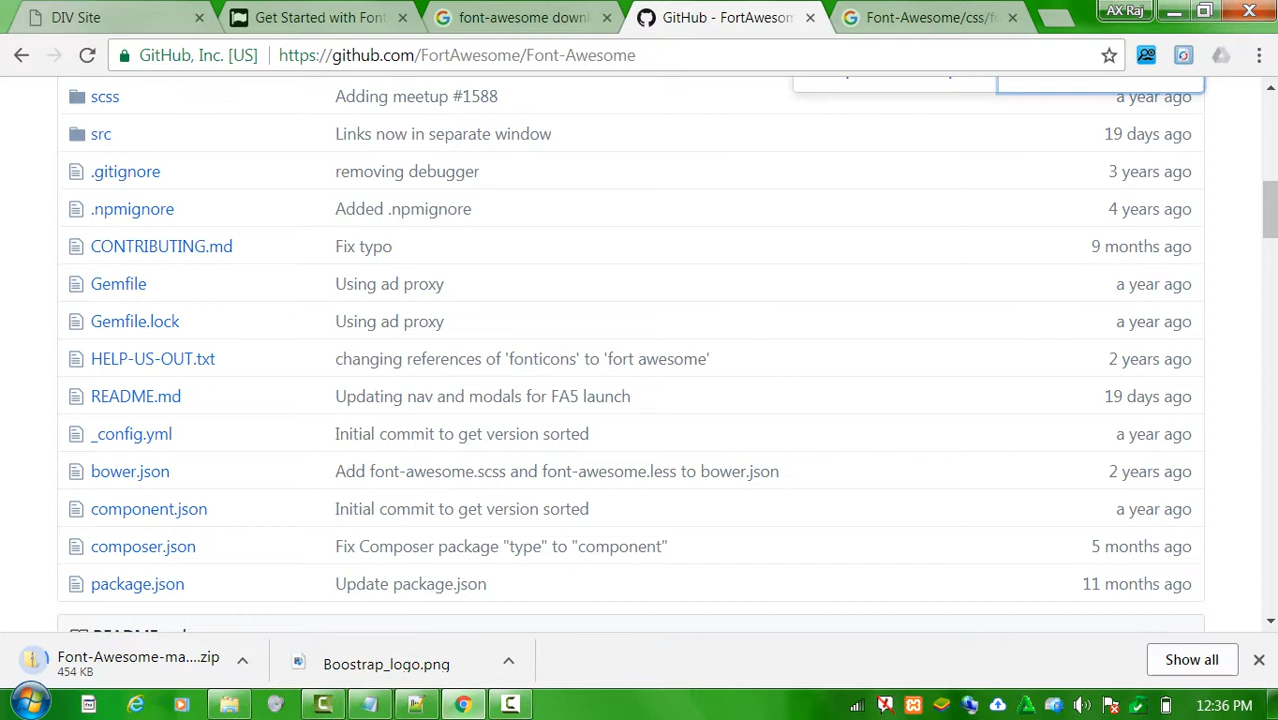 DIV Site
Get Started with Font
font-awesome downl
GitHub - FortAwesom
Font-Awesome/css/fo
AX Raj
GitHub, Inc. [US]
https://github.com/FortAwesome/Font-Awesome
scss Adding meetup #1588 a year ago
src Links now in separate window 19 days ago
.gitignore removing debugger 3 years ago
.npmignore Added .npmignore 4 years ago
CONTRIBUTING.md Fix typo 9 months ago
Gemfile Using ad proxy a year ago
Gemfile.lock Using ad proxy a year ago
HELP-US-OUT.txt changing references of 'fonticons' to 'fort awesome' 2 years ago
README.md Updating nav and modals for FA5 launch 19 days ago
_config.yml Initial commit to get version sorted a year ago
bower.json Add font-awesome.scss and font-awesome.less to bower.json 2 years ago
component.json Initial commit to get version sorted a year ago
composer.json Fix Composer package "type" to "component" 5 months ago
package.json Update package.json 11 months ago
Font-Awesome-ma....zip
454 KB
Boostrap_logo.png
Show all
12:36 PM